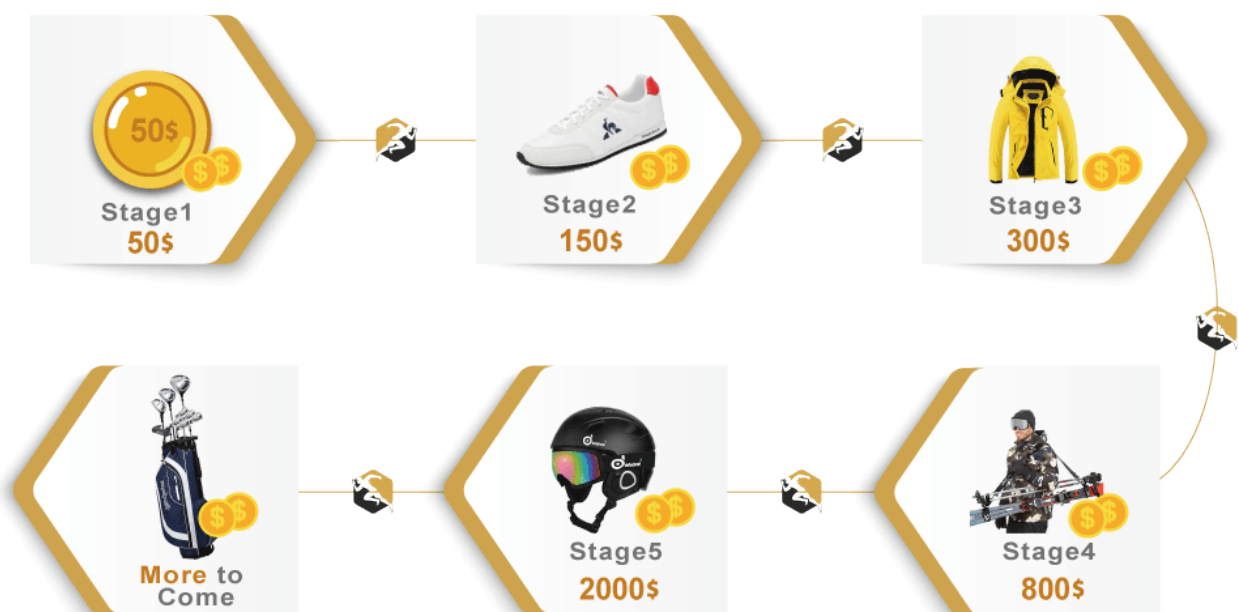 50$
$ $
Stage1
50$
$ $
Stage2
150$
$ $
Stage3
300$
$ $
More to
Come
$ $
Stage5
2000$
$ $
Stage4
800$